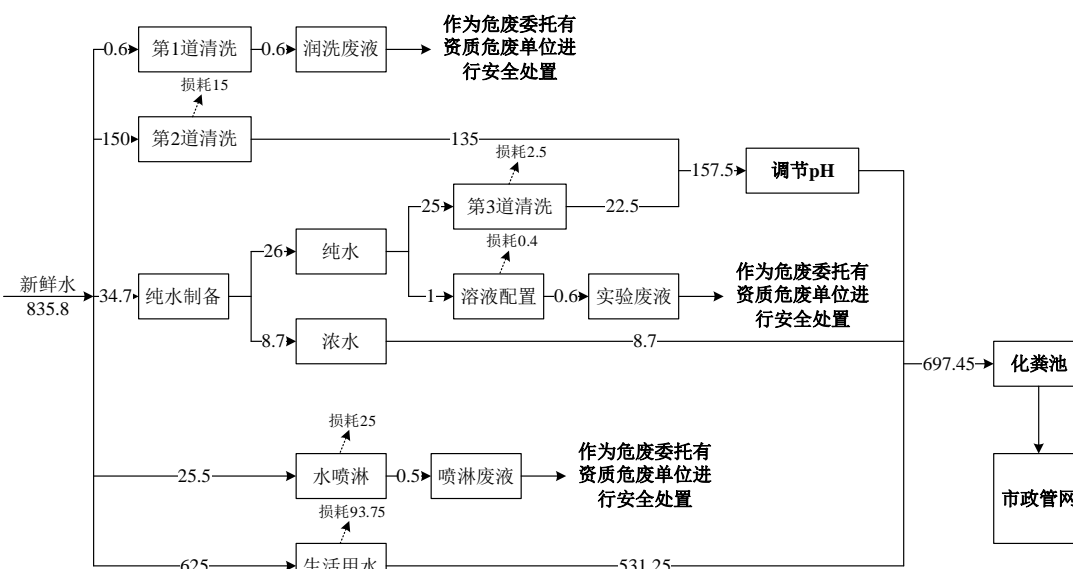 作为危废委托有
资质危废单位进
行安全处置
0.6
第1道清洗
0.6
润洗废液
损耗15
150
第2道清洗
135
损耗2.5
157.5
调节pH
25
第3道清洗
22.5
损耗0.4
26
纯水
作为危废委托有
资质危废单位进
行安全处置
新鲜水
835.8
34.7
纯水制备
1
溶液配置
0.6
实验废液
8.7
浓水
8.7
697.45
化粪池
损耗25
作为危废委托有
资质危废单位进
行安全处置
25.5
水喷淋
0.5
喷淋废液
市政管网
损耗93.75
625
生活用水
531.25